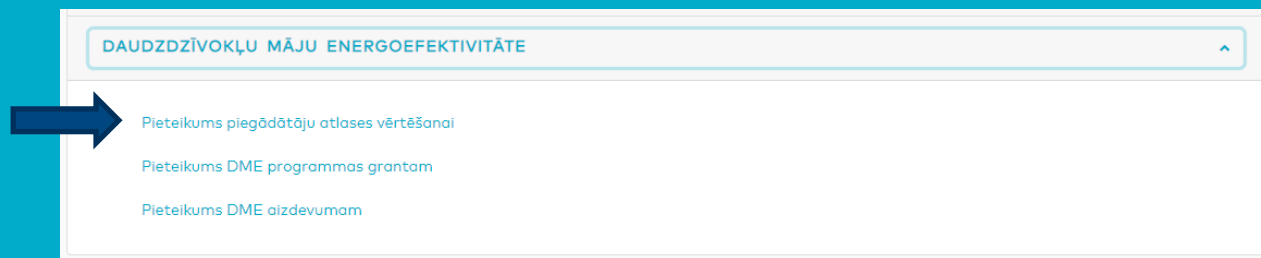 DAUDZDZĪVOKĻU MĀJU ENERGOEFEKTIVITĀTE
Pieteikums piegādātāju atlases vērtēšanai
Pieteikums DME programmas grantam
Pieteikums DME aizdevumam